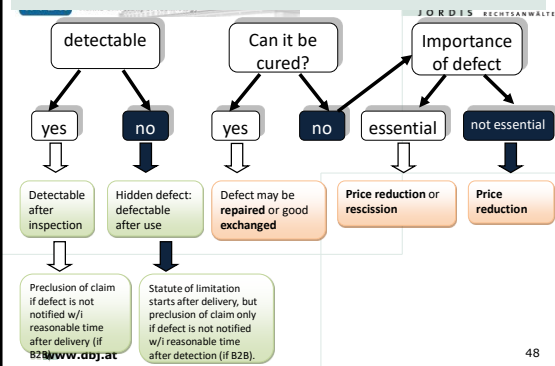 JORDIS RECHTSANWÄLTE
detectable
Can it be
cured?
Importance
of defect
yes
no
yes
no
essential
not essential
Detectable
after
inspection
Hidden defect:
defectable
after use
Defect may be
repaired or good
exchanged
Price reduction or
rescission
Price
reduction
Preclusion of claim
if defect is not
notified w/i
reasonable time
after delivery (if
B2B).
Statute of limitation
starts after delivery, but
preclusion of claim only
if defect is not notified
w/i reasonable time
after detection (if B2B).
www.dbj.at
48